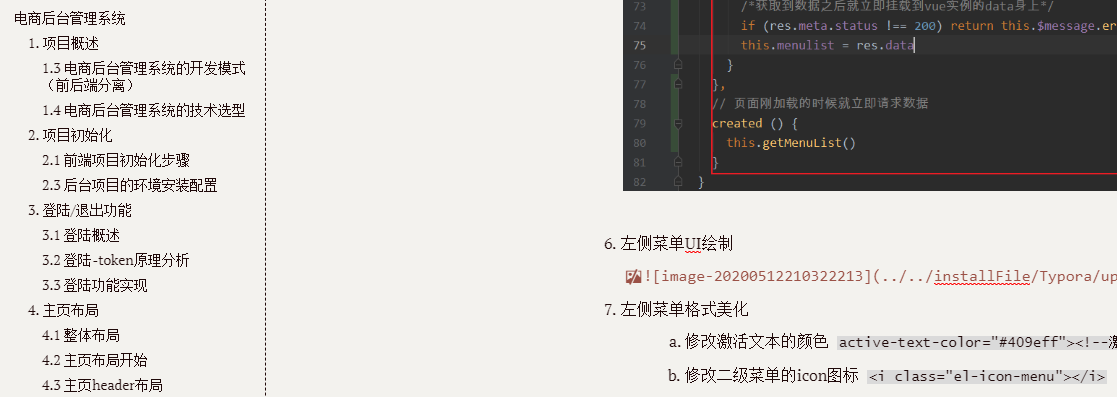 电商后台管理系统
1. 项目概述
1.3 电商后台管理系统的开发模式
（前后端分离）
1.4 电商后台管理系统的技术选型
2. 项目初始化
2.1 前端项目初始化步骤
2.3 后台项目的环境安装配置
3. 登陆/退出功能
3.1 登陆概述
3.2 登陆-token原理分析
3.3 登陆功能实现
4. 主页布局
4.1 整体布局
4.2 主页布局开始
4.3 主页header布局
73 /*获取到数据之后就立即挂载到vue实例的data身上*/
74 if (res.meta.status !== 200) return this.$message.er
75 this.menulist = res.data
76 }
77 },
78 // 页面刚加载的时候就立即请求数据
79 created () {
80 this.getMenuList()
81 }
82 }
6. 左侧菜单UI绘制
![image-20200512210322213](../../installFile/Typora/up
7. 左侧菜单格式美化
a. 修改激活文本的颜色 active-text-color="#409eff"><!--激
b. 修改二级菜单的icon图标 <i class="el-icon-menu"></i>